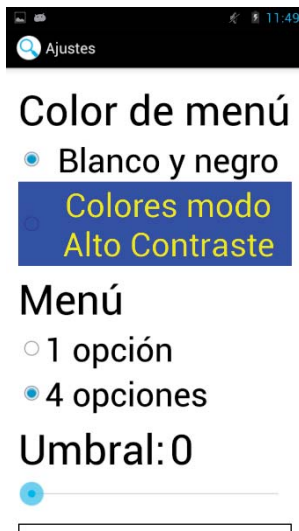 11:49
Ajustes
Color de menú
Blanco y negro
Colores modo
Alto Contraste
Menú
1 opción
4 opciones
Umbral: 0